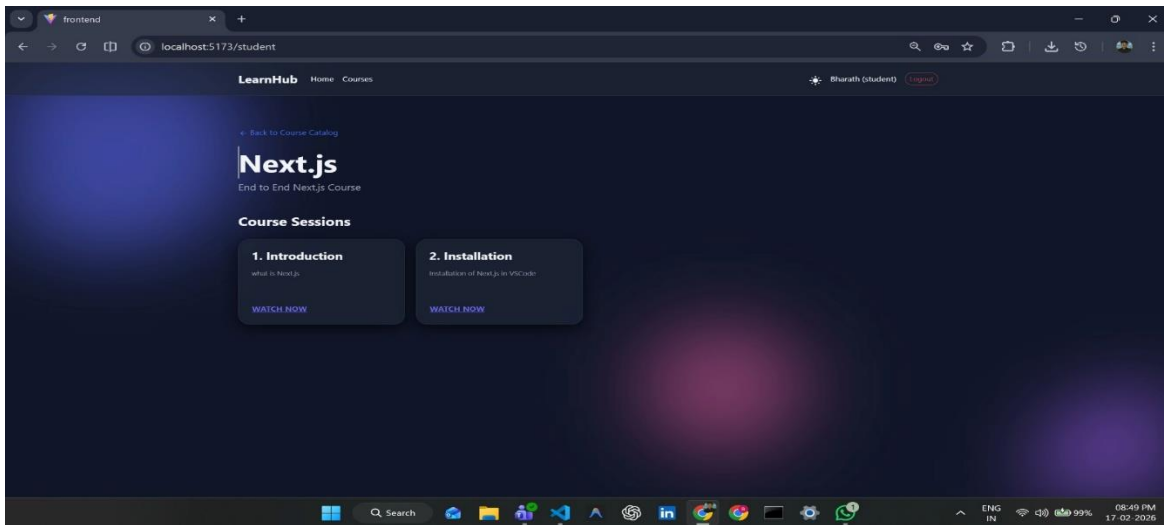 frontend
localhost:5173/student
LearnHub Home Courses Bharath (student) Logout
← Back to Course Catalog
Next.js
End to End Next.js Course
Course Sessions
1. Introduction
what is Next.js
WATCH NOW
2. Installation
Installation of Next.js in VSCode
WATCH NOW
Search
ENG
IN
99%
08:49 PM
17-02-2026